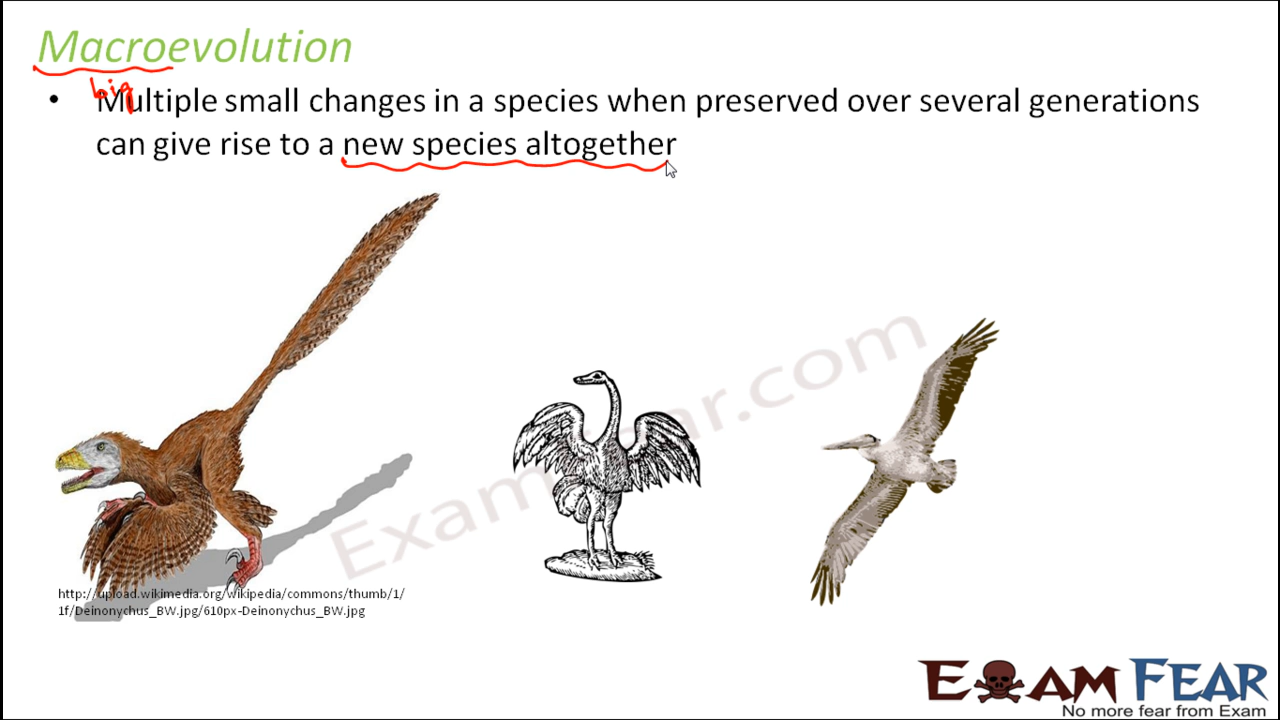 Macroevolution
big
• Multiple small changes in a species when preserved over several generations
can give rise to a new species altogether
ExamFear.com
http://upload.wikimedia.org/wikipedia/commons/thumb/1/
1f/Deinonychus_BW.jpg/610px-Deinonychus_BW.jpg
EXAM FEAR
No more fear from Exam